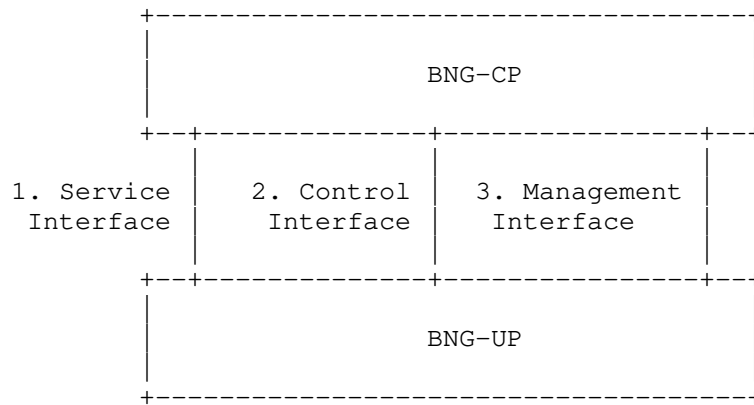 BNG-CP
1. Service 2. Control 3. Management
Interface Interface Interface
BNG-UP